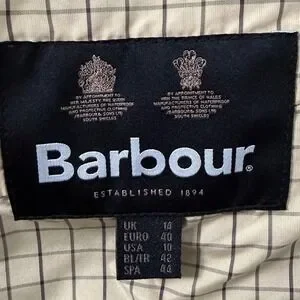 BY APPOINTMENT TO
HER MAJESTY THE QUEEN
MANUFACTURERS OF WATERPROOF
AND PROTECTIVE CLOTHING
J.BARBOUR & SONS LTD
SOUTH SHIELDS
BY APPOINTMENT TO
HRH THE PRINCE OF WALES
MANUFACTURERS OF WATERPROOF
AND PROTECTIVE CLOTHING
J.BARBOUR & SONS LTD
SOUTH SHIELDS
Barbour®
ESTABLISHED 1894
UK 14
EURO 40
USA 10
BL/FR 42
SPA 44